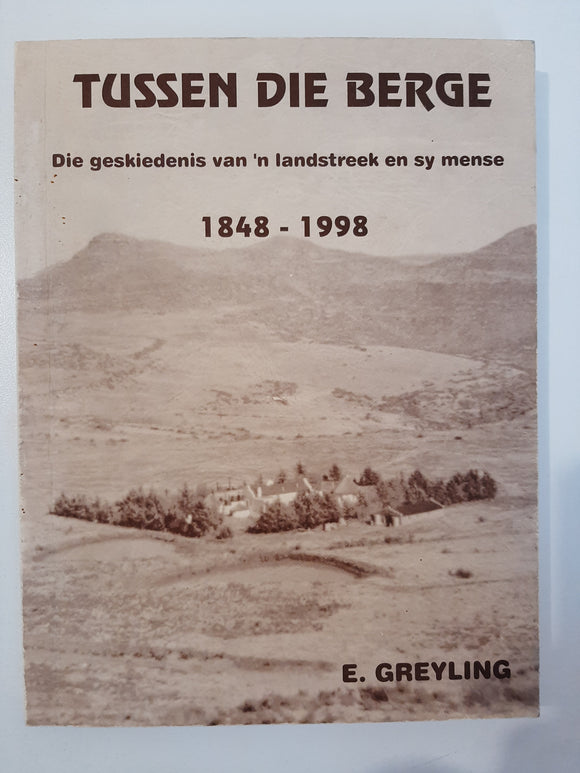 TUSSEN DIE BERGE
Die geskiedenis van 'n landstreek en sy mense
1848 - 1998
E. GREYLING